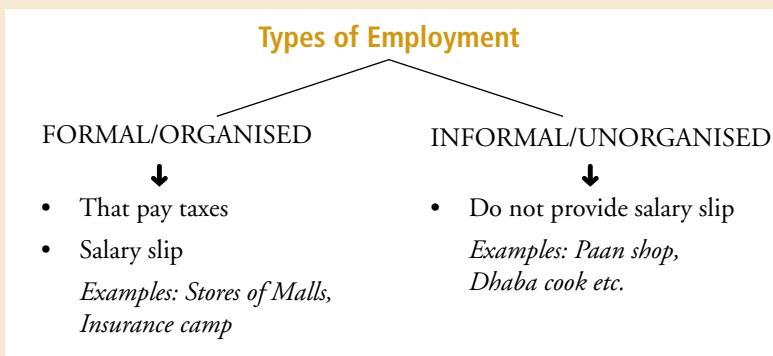 Types of Employment
FORMAL/ORGANISED
• That pay taxes
• Salary slip
Examples: Stores of Malls,
Insurance camp
INFORMAL/UNORGANISED
• Do not provide salary slip
Examples: Paan shop,
Dhaba cook etc.